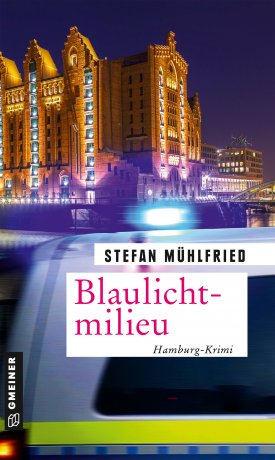 STEFAN MÜHLFRIED
Blaulicht-
milieu
Hamburg-Krimi
GMEINER